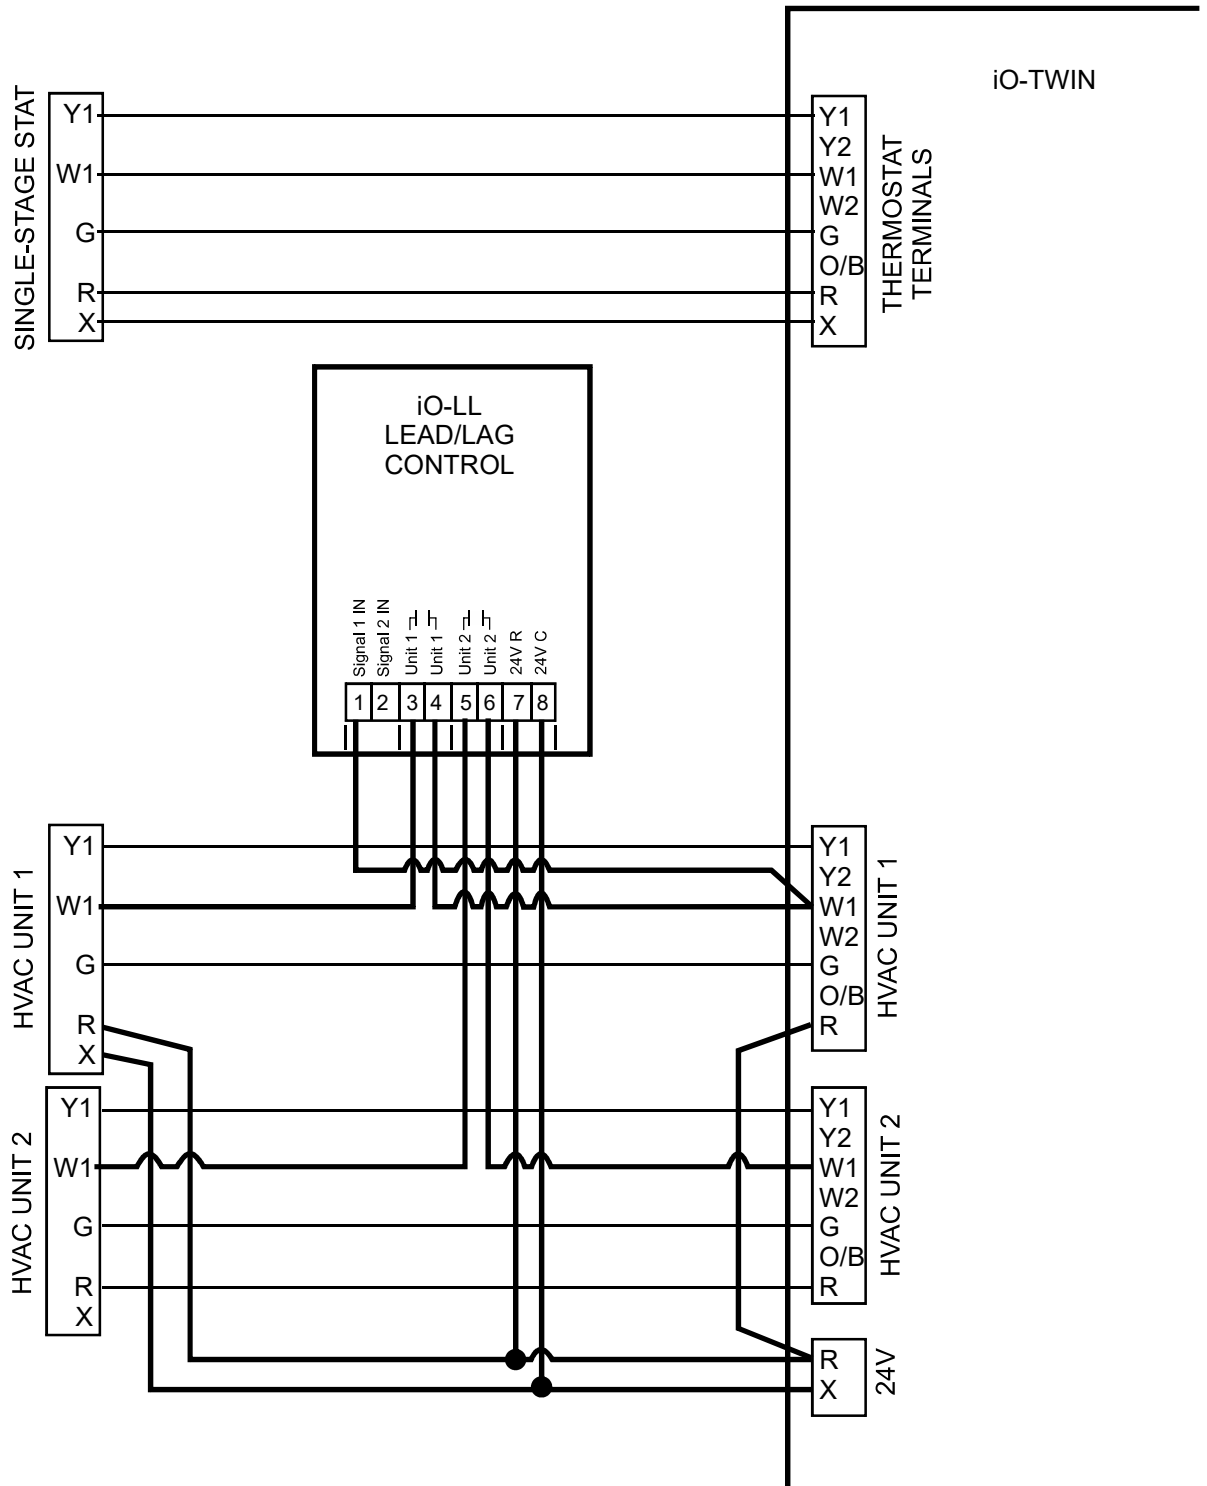 iO-TWIN
SINGLE-STAGE STAT
Y1
W1
G
R
X
Y1
Y2
W1
W2
G
O/B
R
X
THERMOSTAT
TERMINALS
iO-LL
LEAD/LAG
CONTROL
Signal 1 IN
Signal 2 IN
Unit 1
Unit 1
Unit 2
Unit 2
24V R
24V C
1 2 3 4 5 6 7 8
HVAC UNIT 1
Y1
W1
G
R
X
Y1
Y2
W1
W2
G
O/B
R
HVAC UNIT 1
HVAC UNIT 2
Y1
W1
G
R
X
Y1
Y2
W1
W2
G
O/B
R
HVAC UNIT 2
R
X
24V